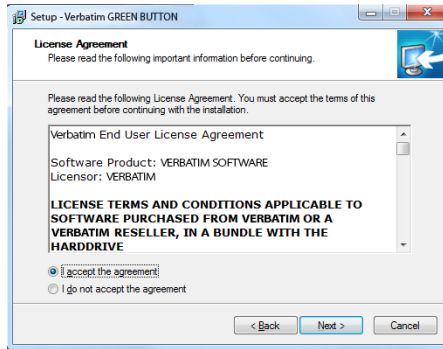 Setup - Verbatim GREEN BUTTON
License Agreement
Please read the following important information before continuing.
Please read the following License Agreement. You must accept the terms of this
agreement before continuing with the installation.
Verbatim End User License Agreement
Software Product: VERBATIM SOFTWARE
Licensor: VERBATIM
LICENSE TERMS AND CONDITIONS APPLICABLE TO
SOFTWARE PURCHASED FROM VERBATIM OR A
VERBATIM RESELLER, IN A BUNDLE WITH THE
HARDDRIVE
I accept the agreement
I do not accept the agreement
< Back Next > Cancel